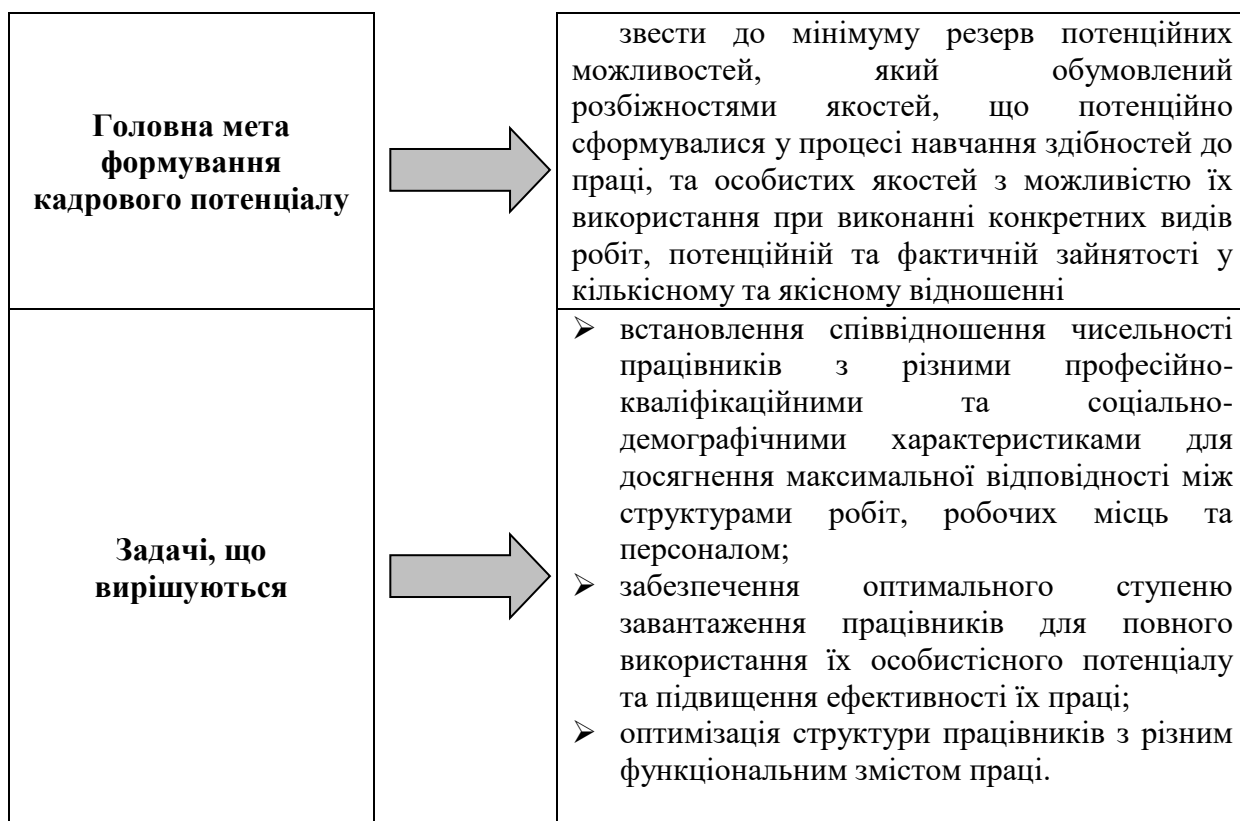 Головна мета
формування
кадрового потенціалу
звести до мінімуму резерв потенційних
можливостей, який обумовлений
розбіжностями якостей, що потенційно
сформувалися у процесі навчання здібностей до
праці, та особистих якостей з можливістю їх
використання при виконанні конкретних видів
робіт, потенційній та фактичній зайнятості у
кількісному та якісному відношенні
Задачі, що
вирішуються
➢ встановлення співвідношення чисельності
працівників з різними професійно-
кваліфікаційними та соціально-
демографічними характеристиками для
досягнення максимальної відповідності між
структурами робіт, робочих місць та
персоналом;
➢ забезпечення оптимального ступеню
завантаження працівників для повного
використання їх особистісного потенціалу
та підвищення ефективності їх праці;
➢ оптимізація структури працівників з різним
функціональним змістом праці.